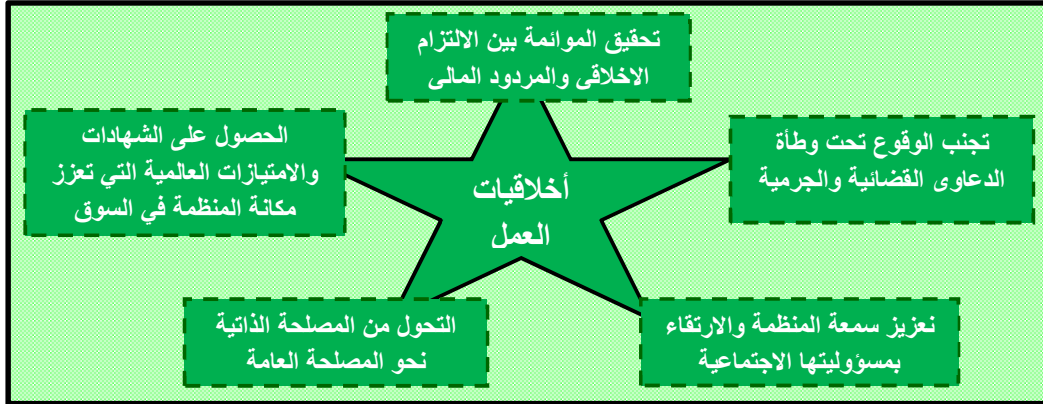 تحقيق الموائمة بين الالتزام
الاخلاقى والمردود المالى
تجنب الوقوع تحت وطأة
الدعاوى القضائية والجرمية
الحصول على الشهادات
والامتيازات العالمية التي تعزز
مكانة المنظمة في السوق
أخلاقيات
العمل
نعزيز سمعة المنظمة والارتقاء
بمسؤوليتها الاجتماعية
التحول من المصلحة الذاتية
نحو المصلحة العامة